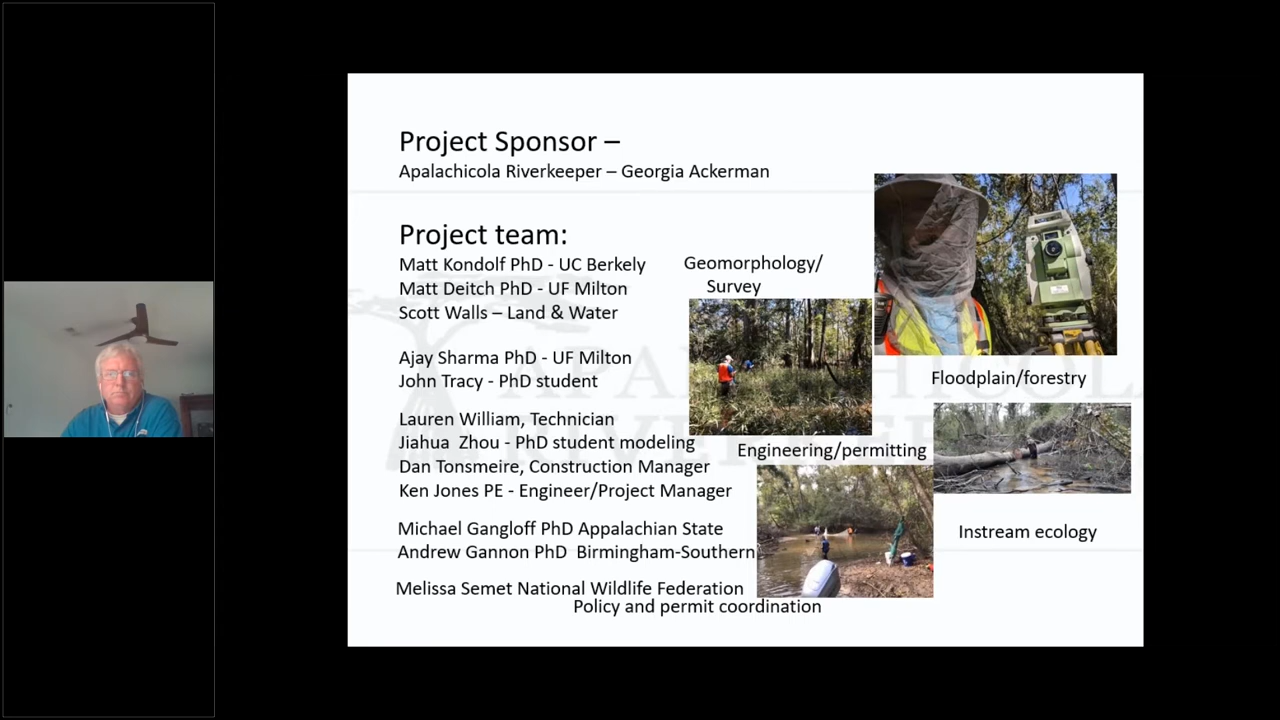 Project Sponsor –
Apalachicola Riverkeeper – Georgia Ackerman
Project team:
Matt Kondolf PhD - UC Berkely
Geomorphology/
Matt Deitch PhD - UF Milton
Survey
Scott Walls – Land & Water
Ajay Sharma PhD - UF Milton
John Tracy - PhD student
Floodplain/forestry
Lauren William, Technician
Jiahua Zhou - PhD student modeling
Engineering/permitting
Dan Tonsmeire, Construction Manager
Ken Jones PE - Engineer/Project Manager
Michael Gangloff PhD Appalachian State
Instream ecology
Andrew Gannon PhD Birmingham-Southern
Melissa Semet National Wildlife Federation
Policy and permit coordination
APALACHICOLA
RIVERKEEPER